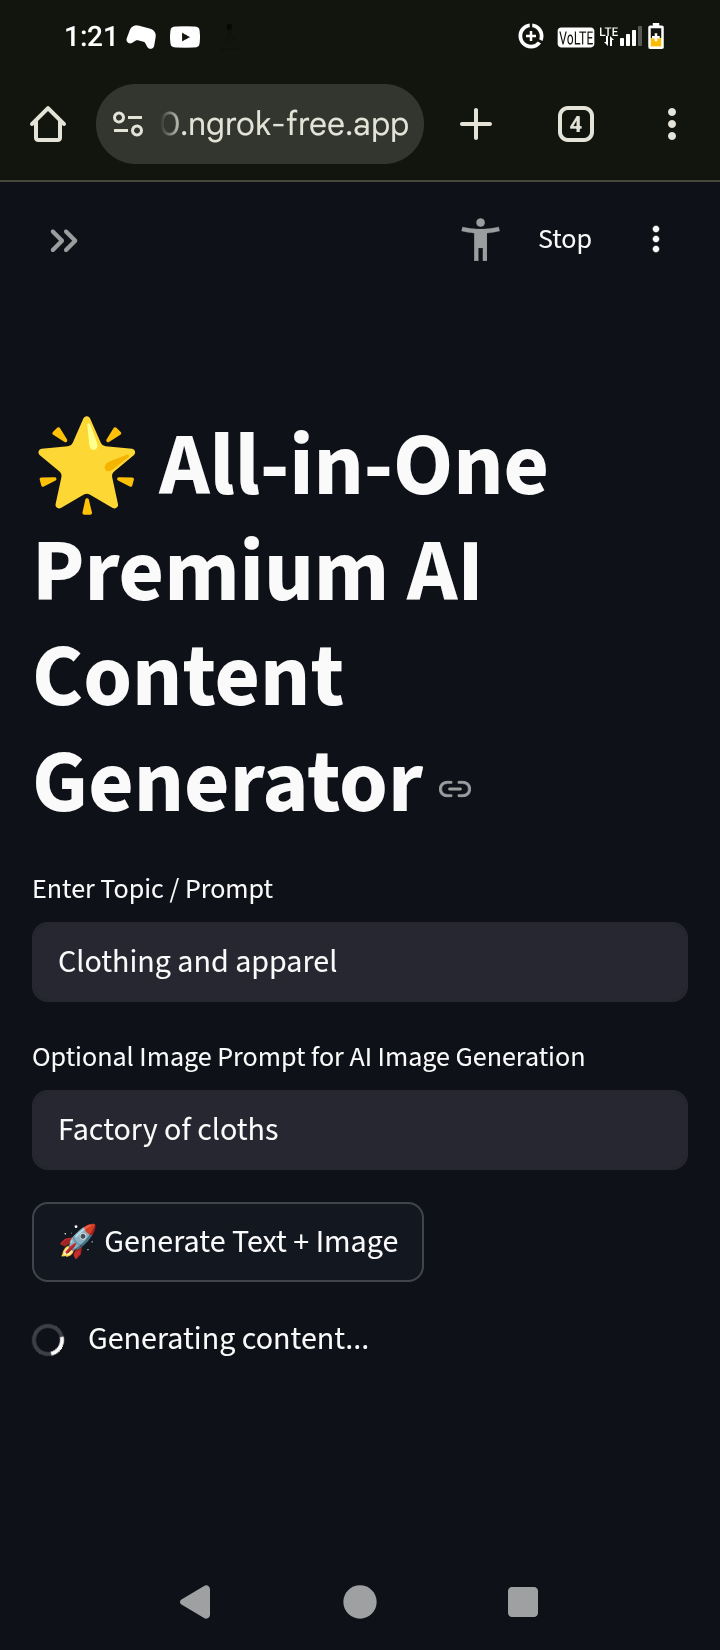 1:21
VoLTE
LTE
0.ngrok-free.app
4
Stop
All-in-One
Premium AI
Content
Generator
Enter Topic / Prompt
Clothing and apparel
Optional Image Prompt for AI Image Generation
Factory of cloths
Generate Text + Image
Generating content...